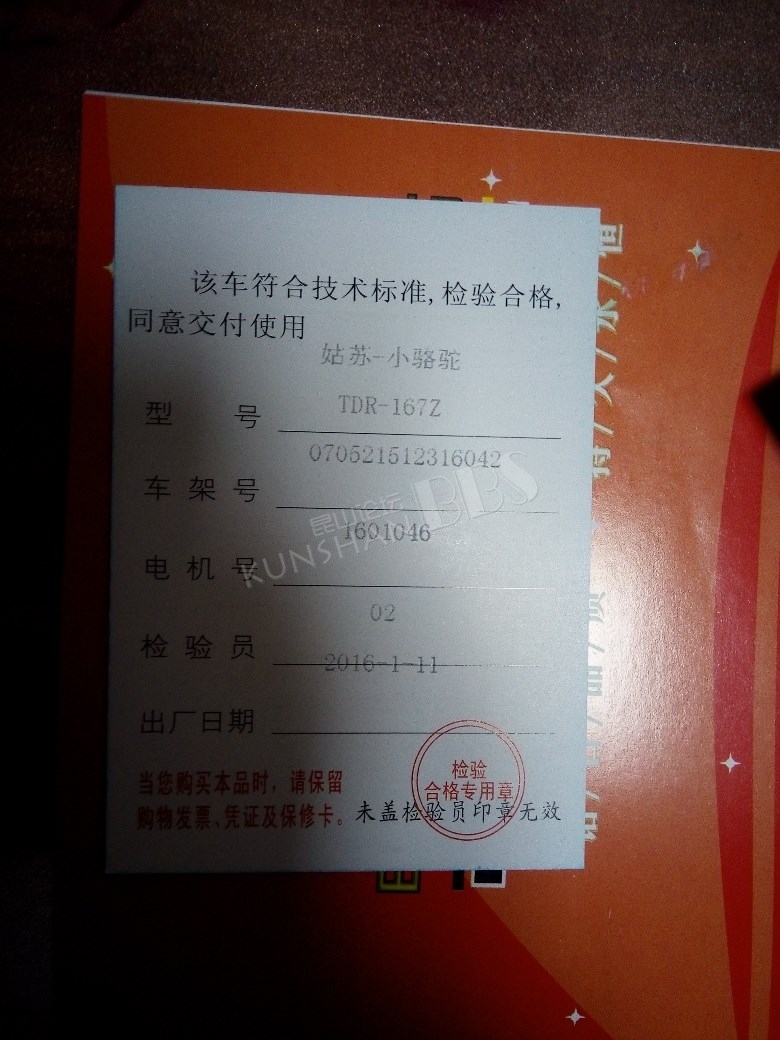 该车符合技术标准,检验合格,
同意交付使用
姑苏-小骆驼
型 号 TDR-167Z
070521512316042
车 架 号
昆山论坛 BBS
1601046
KUNSHAN
电 机 号
02
检 验 员
2016-1-11
出厂日期
检验
合格专用章
当您购买本品时，请保留
购物发票、凭证及保修卡。
未盖检验员印章无效